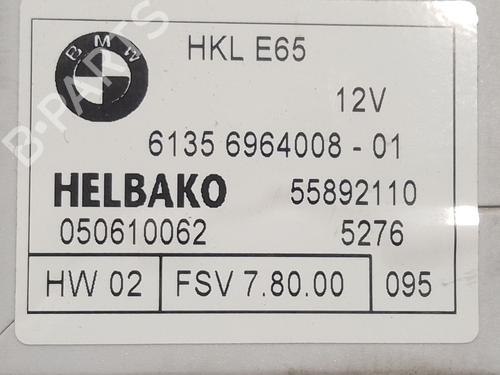 BMW
HKL E65
12V
6135 6964008 - 01
HELBAKO 55892110
050610062 5276
HW 02 FSV 7.80.00 095
B-PARTS